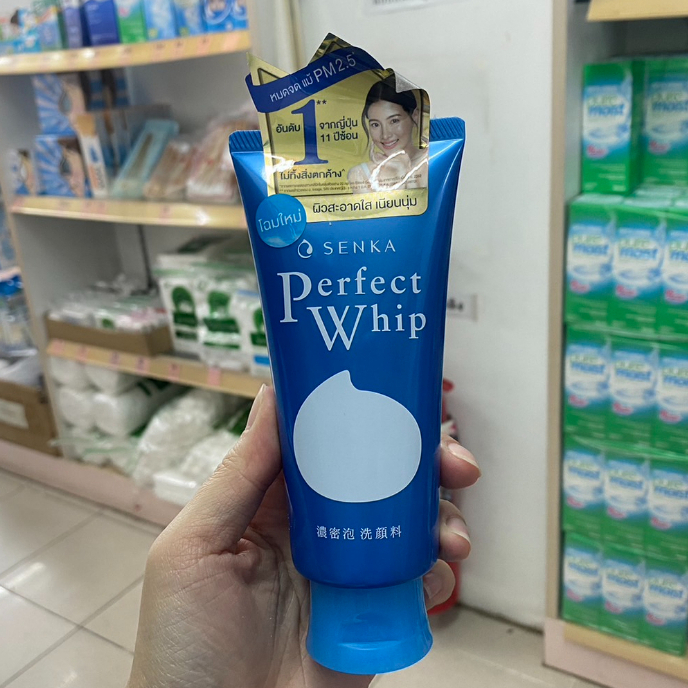 หมดจด แม้ PM2.5*
อันดับ 1** จากญี่ปุ่น 11 ปีซ้อน
ไม่ทิ้งสิ่งตกค้าง^
ผิวสะอาดใส เนียนนุ่ม
โฉมใหม่
SENKA
Perfect
Whip
濃密泡 洗顔料
pure
moist